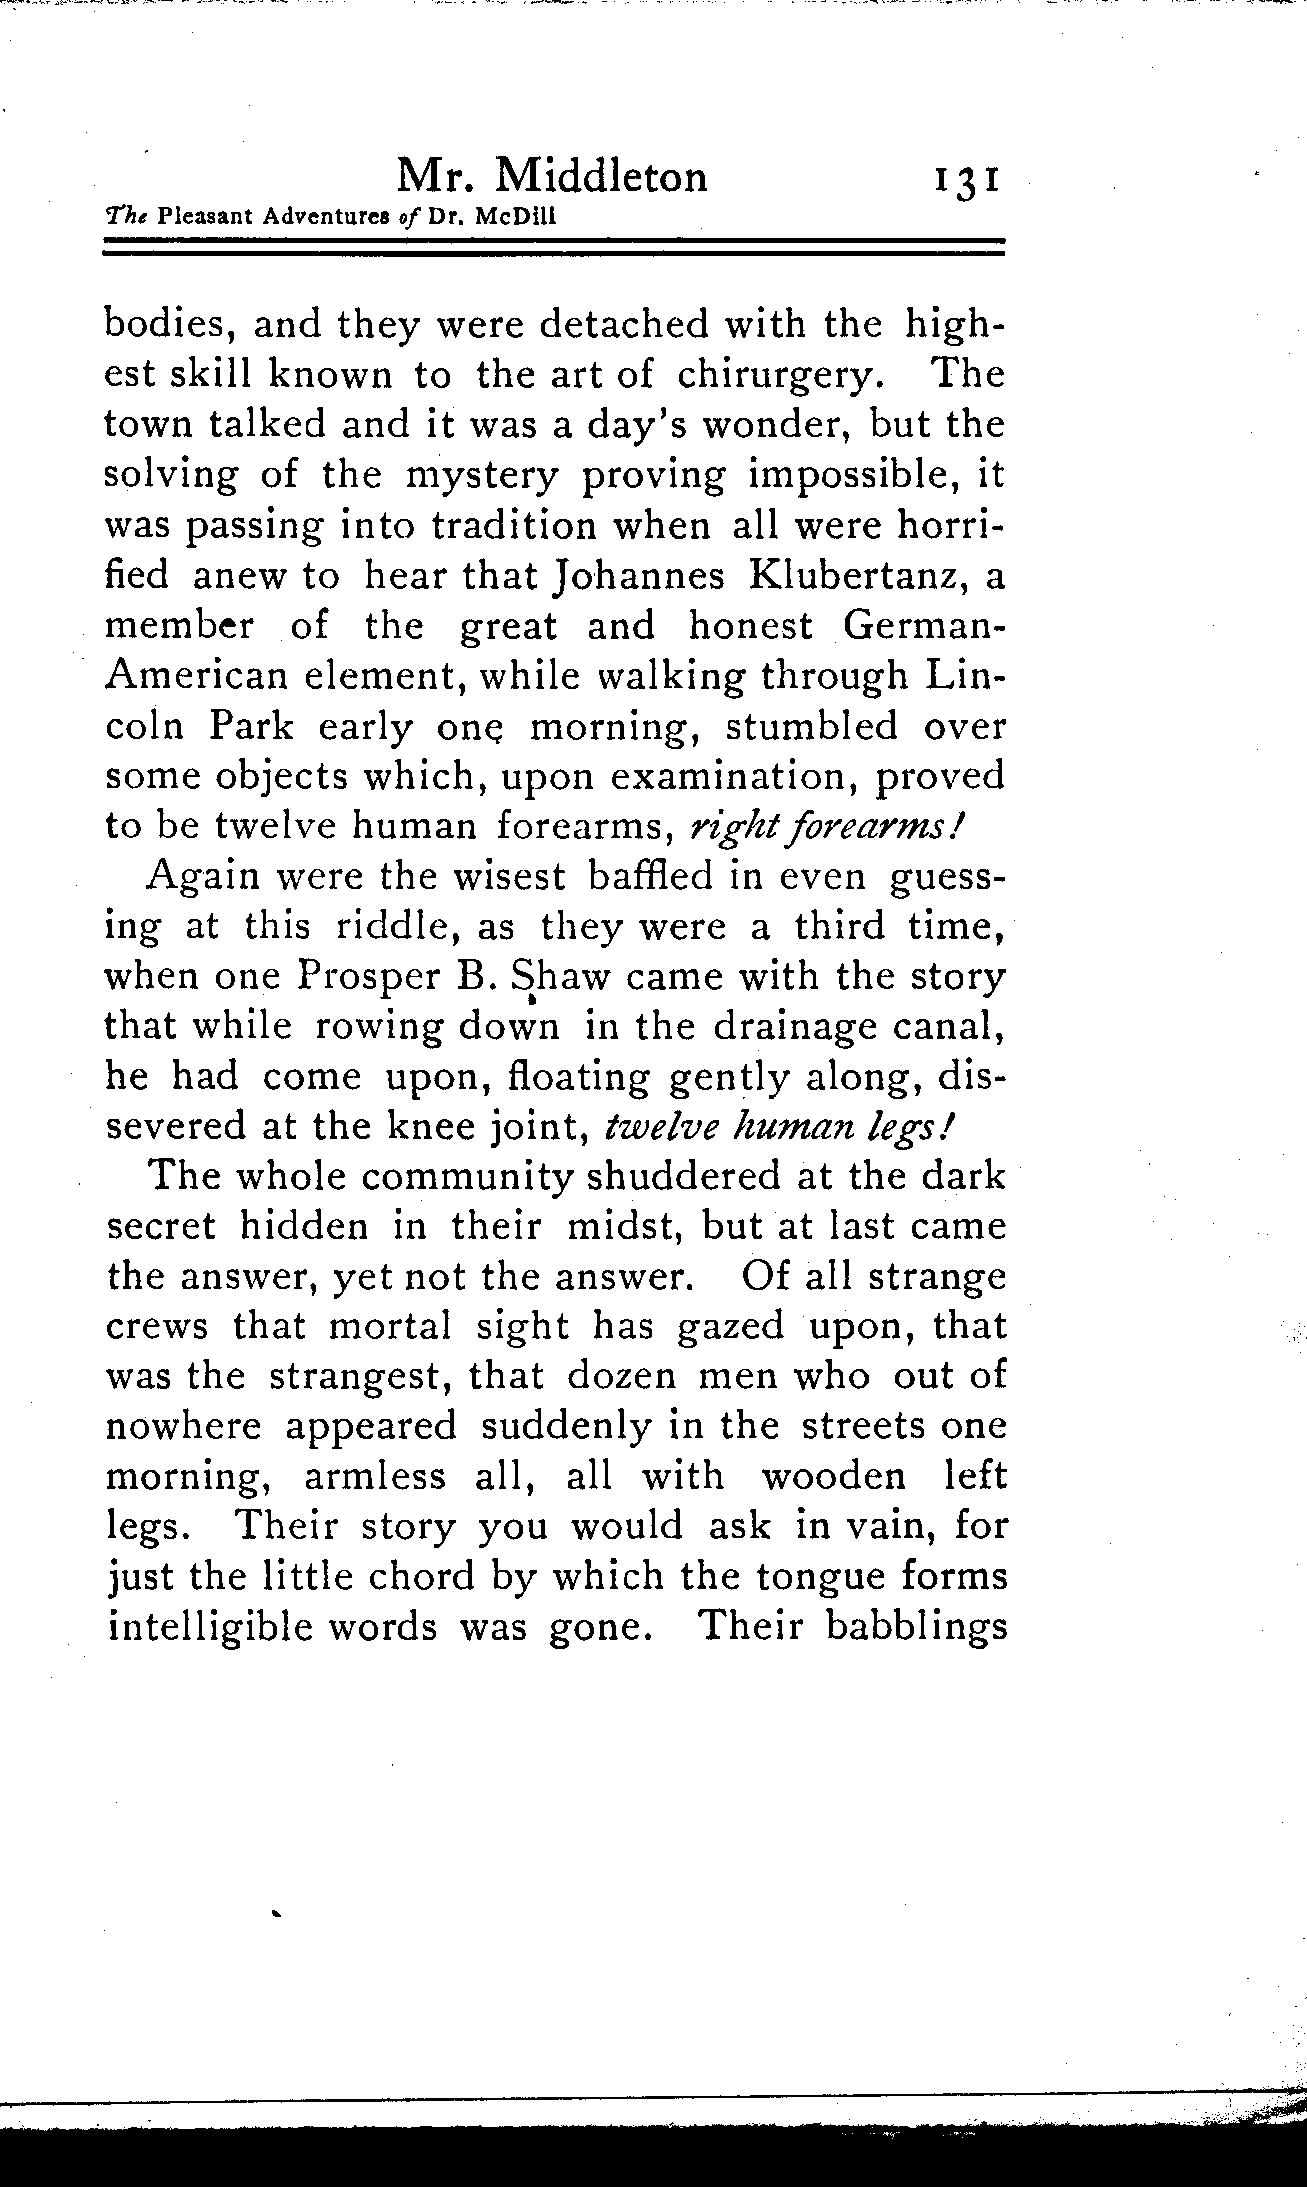 Mr. Middleton 131
The Pleasant Adventures of Dr. McDill
bodies, and they were detached with the high-
est skill known to the art of chirurgery. The
town talked and it was a day's wonder, but the
solving of the mystery proving impossible, it
was passing into tradition when all were horri-
fied anew to hear that Johannes Klubertanz, a
member of the great and honest German-
American element, while walking through Lin-
coln Park early one morning, stumbled over
some objects which, upon examination, proved
to be twelve human forearms, right forearms!
Again were the wisest baffled in even guess-
ing at this riddle, as they were a third time,
when one Prosper B. Shaw came with the story
that while rowing down in the drainage canal,
he had come upon, floating gently along, dis-
severed at the knee joint, twelve human legs!
The whole community shuddered at the dark
secret hidden in their midst, but at last came
the answer, yet not the answer. Of all strange
crews that mortal sight has gazed upon, that
was the strangest, that dozen men who out of
nowhere appeared suddenly in the streets one
morning, armless all, all with wooden left
legs. Their story you would ask in vain, for
just the little chord by which the tongue forms
intelligible words was gone. Their babblings